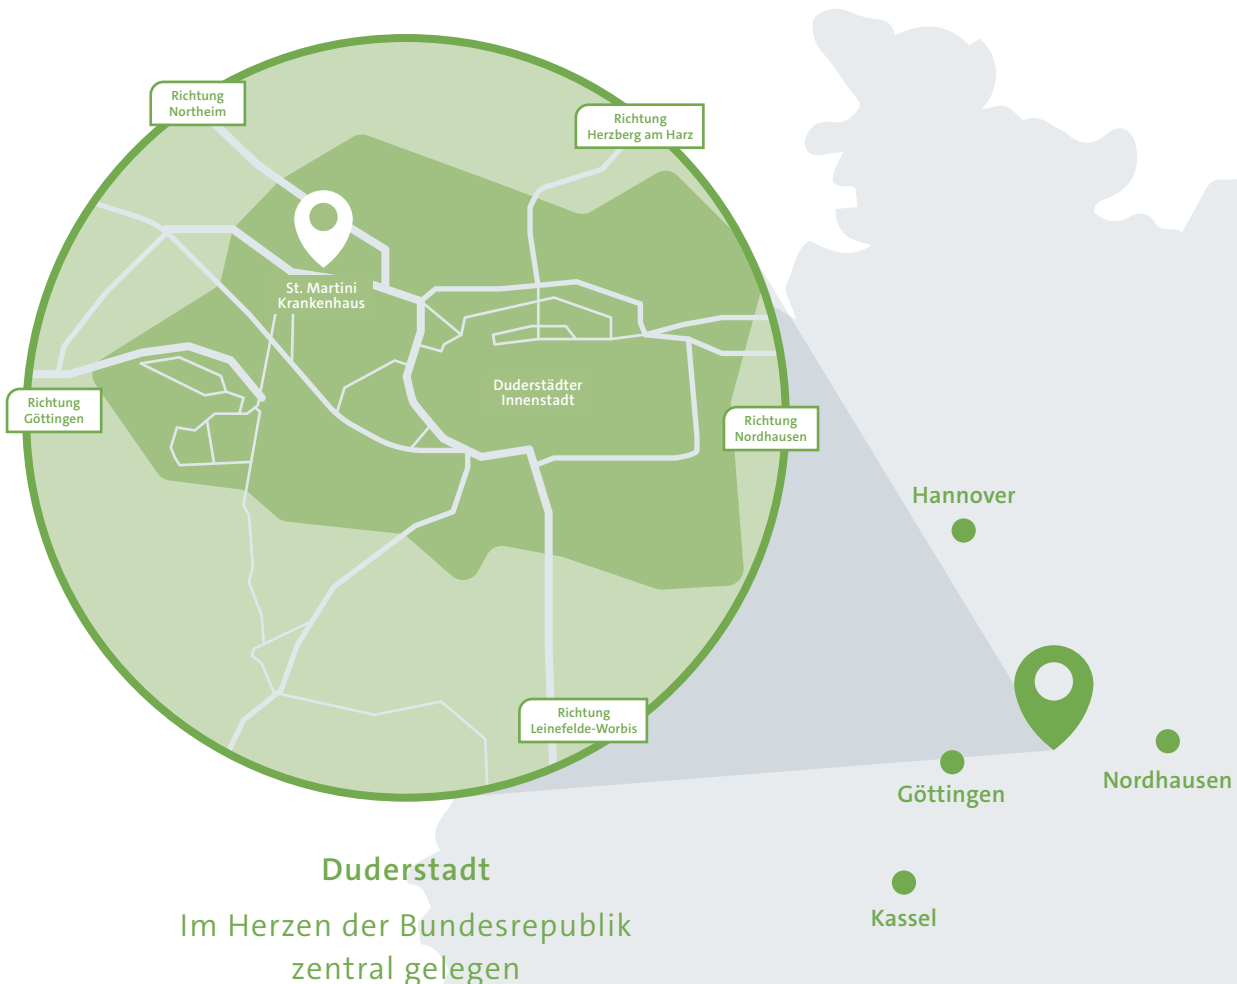 Richtung
Northeim
Richtung
Herzberg am Harz
St. Martini
Krankenhaus
Duderstädter
Innenstadt
Richtung
Göttingen
Richtung
Nordhausen
Hannover
Richtung
Leinefelde-Worbis
Göttingen
Nordhausen
Duderstadt
Kassel
Im Herzen der Bundesrepublik
zentral gelegen